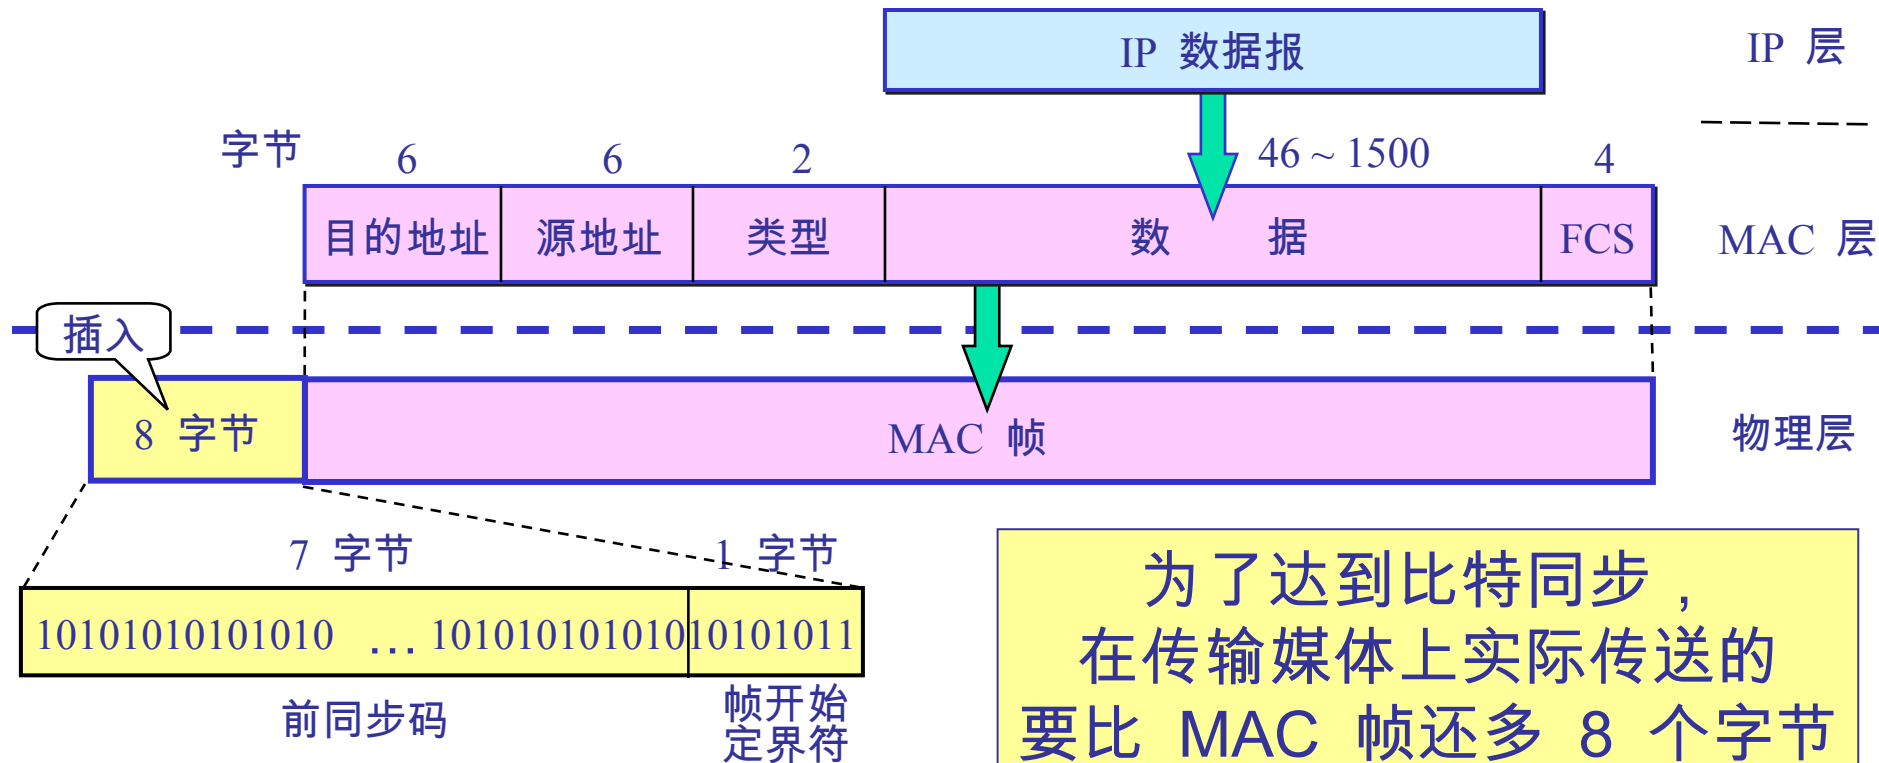 IP 数据报
IP 层
字节 6 6 2 46 ~ 1500 4
目的地址 源地址 类型 数 据 FCS MAC 层
插入
8 字节 MAC 帧 物理层
7 字节 1 字节
10101010101010 … 101010101010 10101011
前同步码
帧开始
定界符
为了达到比特同步,
在传输媒体上实际传送的
要比 MAC 帧还多 8 个字节